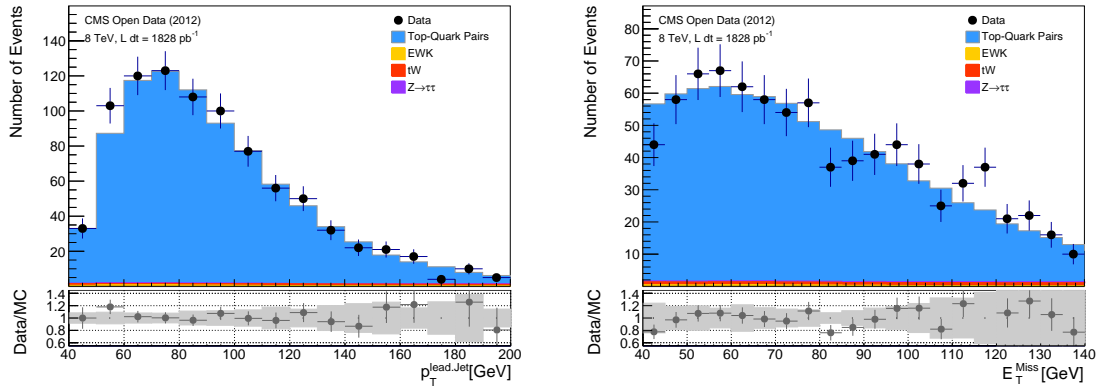 CMS Open Data (2012)
8 TeV, L dt = 1828 pb-1
Data
Top-Quark Pairs
EWK
tW
Z→ττ
Number of Events
140
120
100
80
60
40
20
Data/MC
1.4
1.2
1
0.8
0.6
40 60 80 100 120 140 160 180 200
pTlead.Jet[GeV]
CMS Open Data (2012)
8 TeV, L dt = 1828 pb-1
Data
Top-Quark Pairs
EWK
tW
Z→ττ
Number of Events
80
70
60
50
40
30
20
10
Data/MC
1.4
1.2
1
0.8
0.6
40 50 60 70 80 90 100 110 120 130 140
ETMiss[GeV]